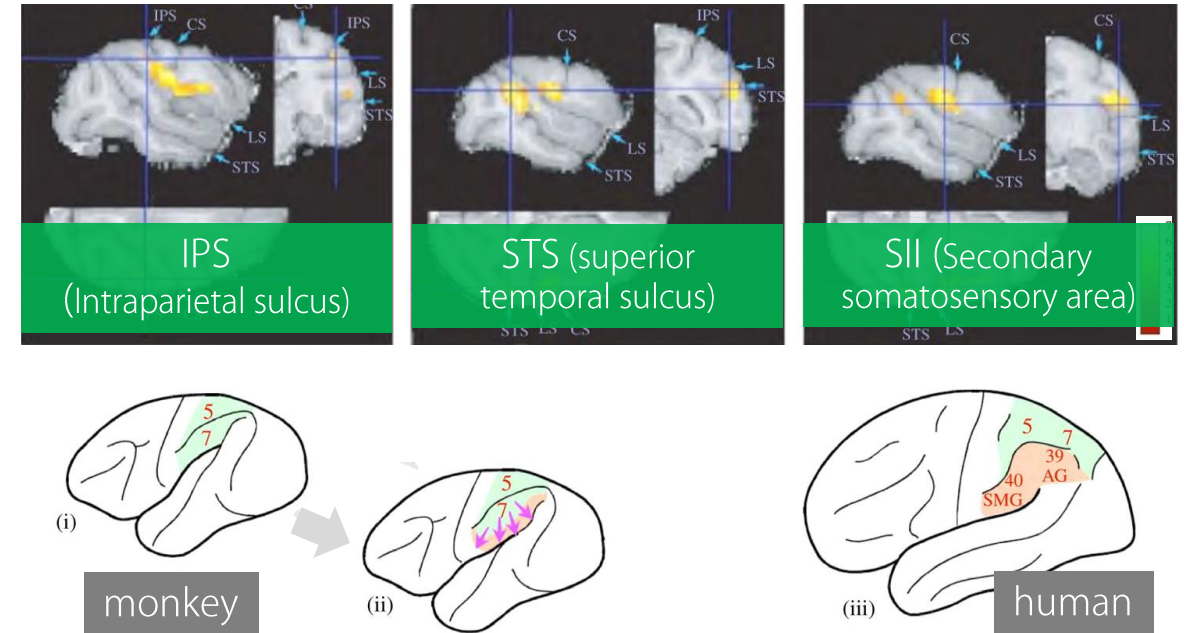 IPS
CS
CS
IPS
LS
STS
LS
STS
IPS
(Intraparietal sulcus)
CS
IPS
LS
STS
LS
STS
STS (superior
temporal sulcus)
STS LS CS
CS
CS
LS
STS
LS
STS
SII (Secondary
somatosensory area)
STS LS
5
7
(i)
monkey
5
7
(ii)
5
7
39
AG
40
SMG
(iii)
human